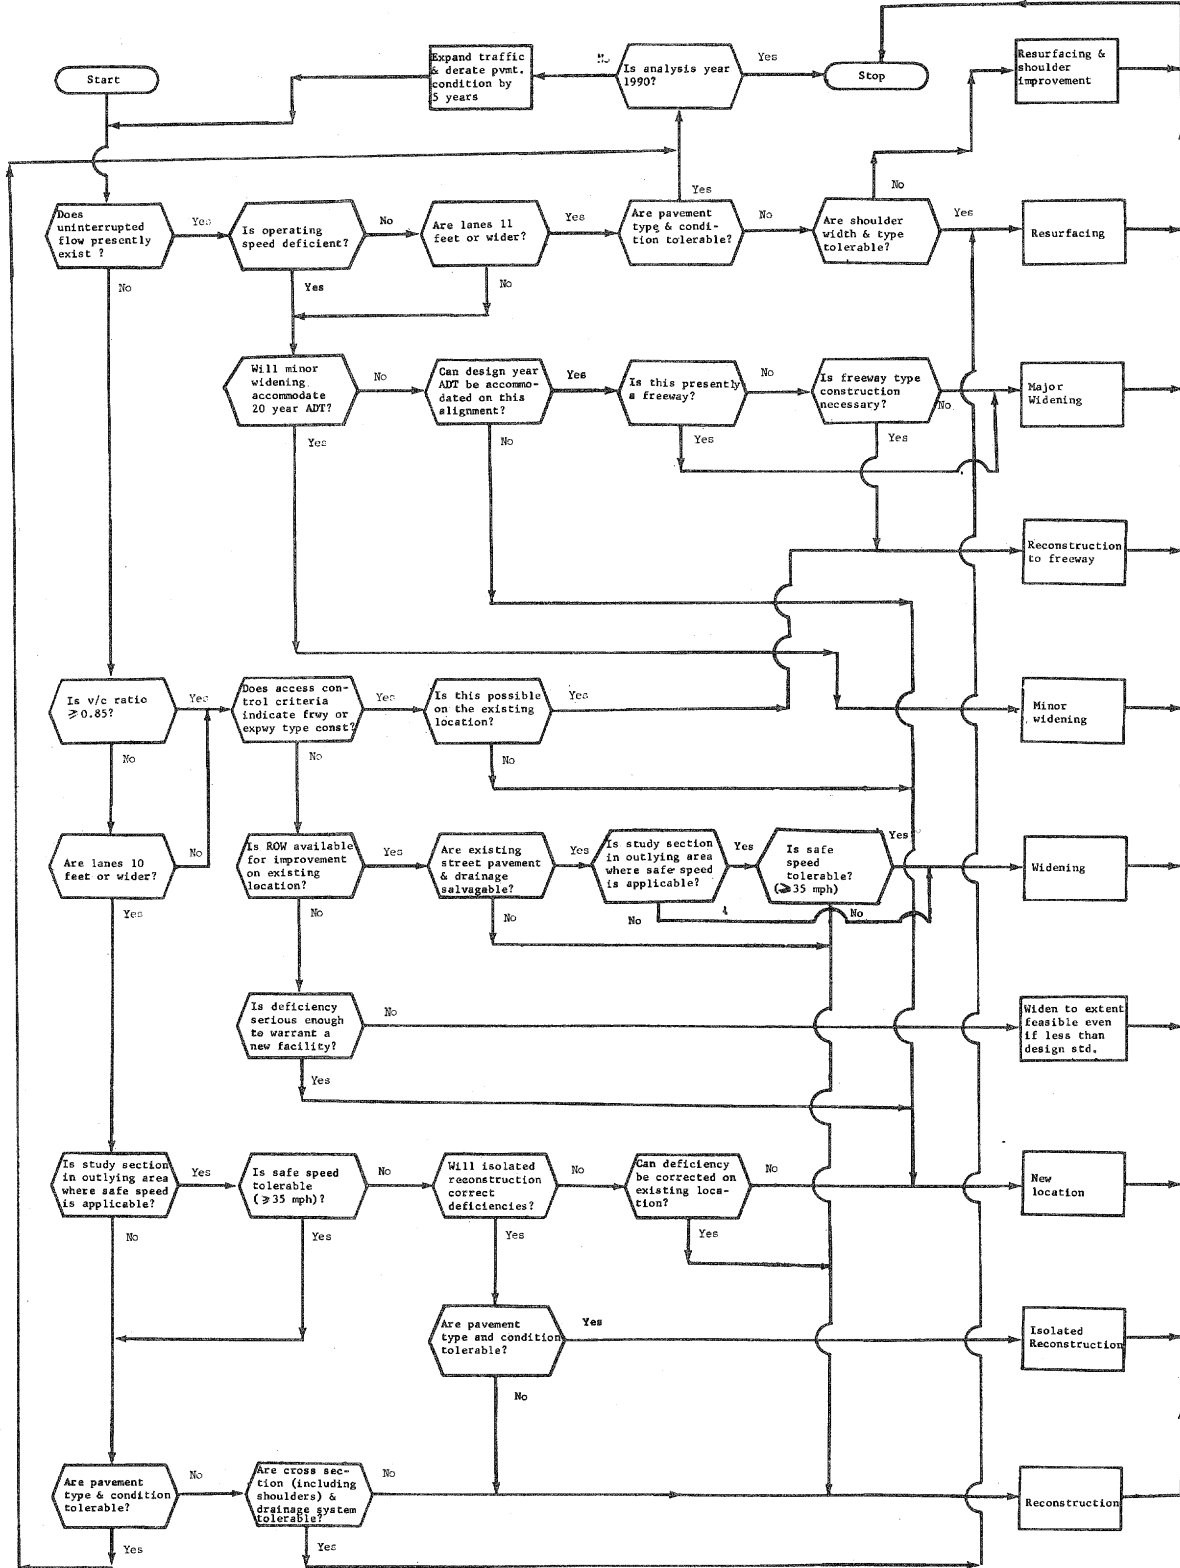 Start
Expand traffic
& derate pvmt.
condition by
5 years
No
Is analysis year
1990?
Yes
Stop
Resurfacing &
shoulder
improvement
Does
uninterrupted
flow presently
exist ?
Yes
No
Is operating
speed deficient?
No
Yes
Are lanes 11
feet or wider?
Yes
No
Are pavement
type & condi-
tion tolerable?
Yes
No
Are shoulder
width & type
tolerable?
No
Yes
Resurfacing
Will minor
widening
accommodate
20 year ADT?
No
Yes
Can design year
ADT be accommo-
dated on this
alignment?
Yes
No
Is this presently
a freeway?
No
Yes
Is freeway type
construction
necessary?
No
Yes
Major
Widening
Reconstruction
to freeway
Is v/c ratio
⩾0.85?
Yes
No
Does access con-
trol criteria
indicate frwy or
expwy type const?
Yes
No
Is this possible
on the existing
location?
Yes
No
Minor
widening
Are lanes 10
feet or wider?
No
Yes
Is ROW available
for improvement
on existing
location?
Yes
No
Are existing
street pavement
& drainage
salvagable?
Yes
No
Is study section
in outlying area
where safe speed
is applicable?
Yes
No
Is safe
speed
tolerable?
(⩾35 mph)
Yes
No
Widening
Is deficiency
serious enough
to warrant a
new facility?
No
Yes
Widen to extent
feasible even
if less than
design std.
Is study section
in outlying area
where safe speed
is applicable?
Yes
No
Is safe speed
tolerable
(⩾35 mph)?
No
Yes
Will isolated
reconstruction
correct
deficiencies?
No
Yes
Can deficiency
be corrected on
existing loca-
tion?
No
Yes
New
location
Are pavement
type and condition
tolerable?
Yes
No
Isolated
Reconstruction
Are pavement
type & condition
tolerable?
No
Yes
Are cross sec-
tion (including
shoulders) &
drainage system
tolerable?
No
Yes
Reconstruction